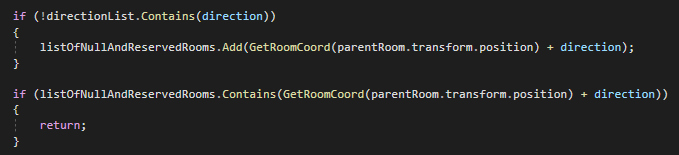 if (!directionList.Contains(direction))
{
listOfNullAndReservedRooms.Add(GetRoomCoord(parentRoom.transform.position) + direction);
}
if (listOfNullAndReservedRooms.Contains(GetRoomCoord(parentRoom.transform.position) + direction))
{
return;
}